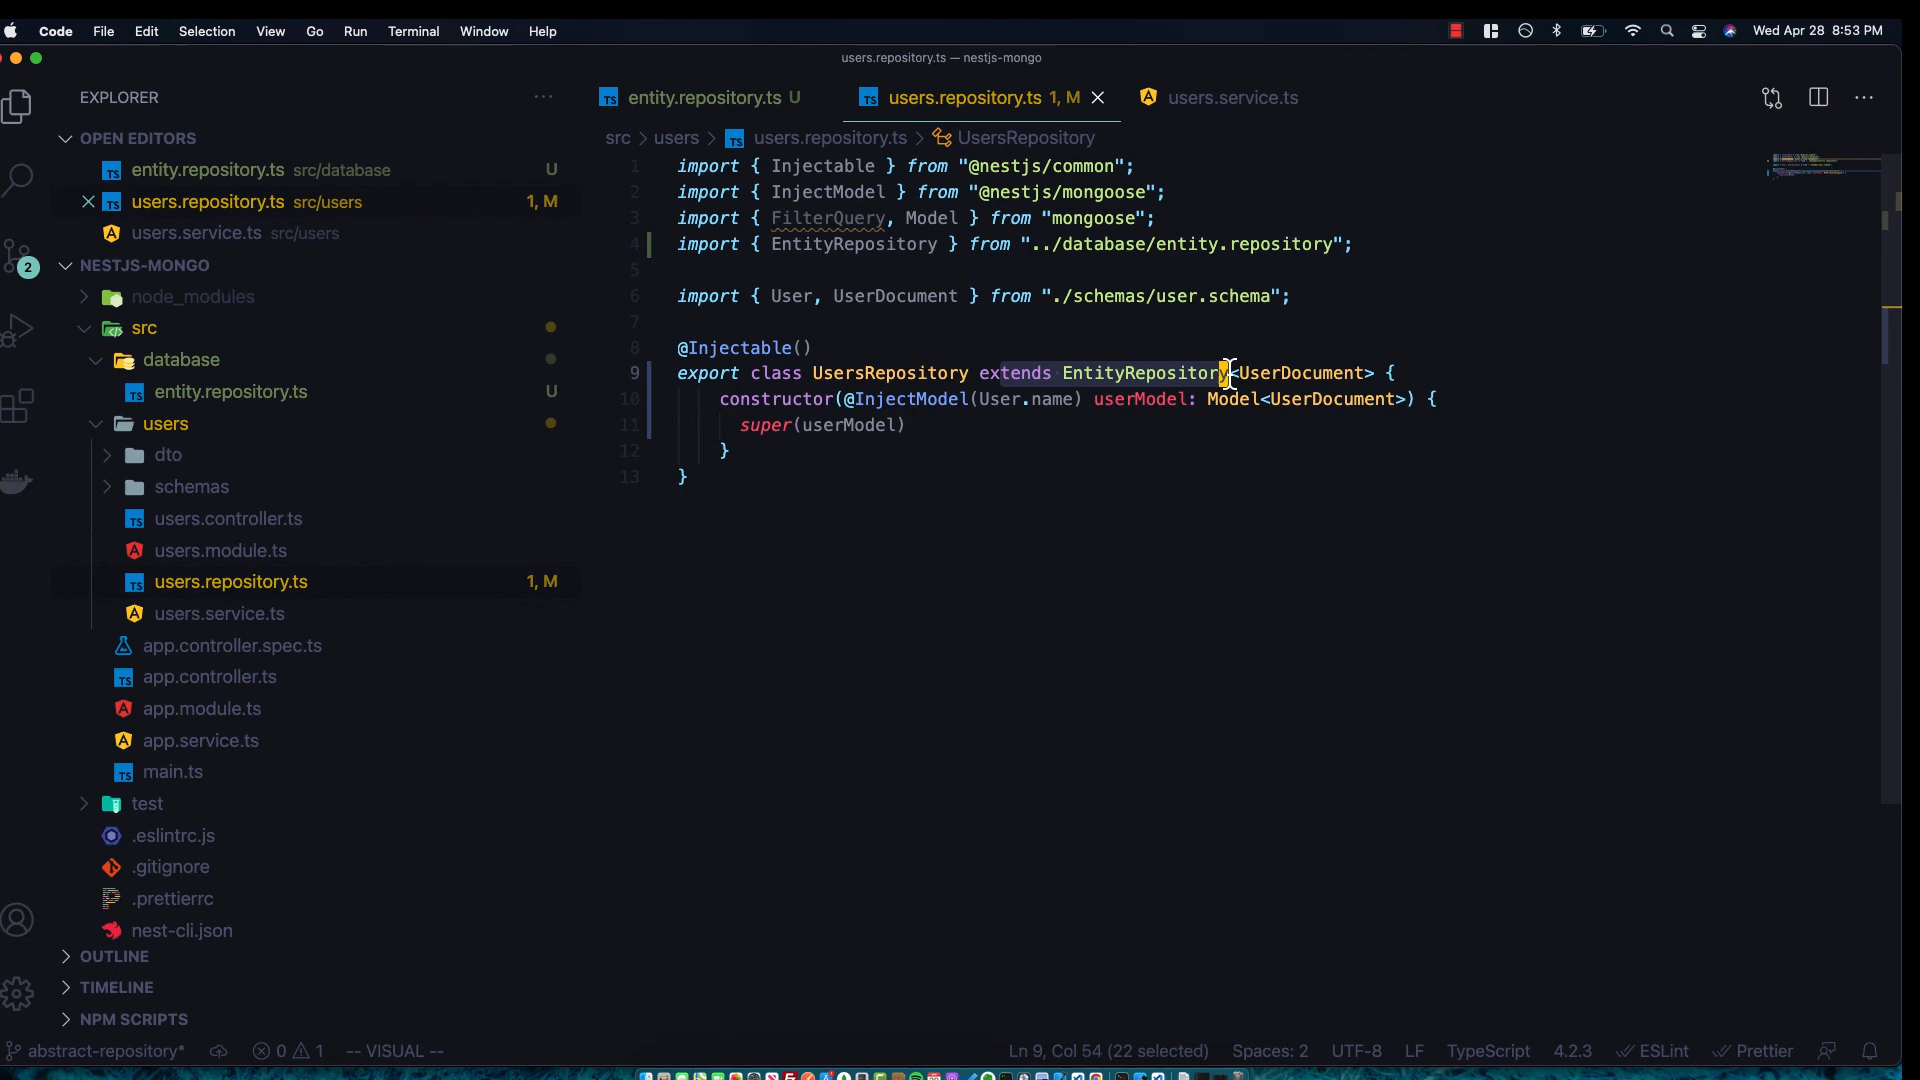 Code File Edit Selection View Go Run Terminal Window Help Wed Apr 28 8:53 PM
users.repository.ts — nestjs-mongo
EXPLORER
entity.repository.ts U users.repository.ts 1, M users.service.ts
OPEN EDITORS
entity.repository.ts src/database U
users.repository.ts src/users 1, M
users.service.ts src/users
NESTJS-MONGO
node_modules
src
database
entity.repository.ts U
users
dto
schemas
users.controller.ts
users.module.ts
users.repository.ts 1, M
users.service.ts
app.controller.spec.ts
app.controller.ts
app.module.ts
app.service.ts
main.ts
test
.eslintrc.js
.gitignore
.prettierrc
nest-cli.json
OUTLINE
TIMELINE
NPM SCRIPTS
2
src > users > users.repository.ts > UsersRepository
1 import { Injectable } from "@nestjs/common";
2 import { InjectModel } from "@nestjs/mongoose";
3 import { FilterQuery, Model } from "mongoose";
4 import { EntityRepository } from "../database/entity.repository";
5
6 import { User, UserDocument } from "./schemas/user.schema";
7
8 @Injectable()
9 export class UsersRepository extends EntityRepository<UserDocument> {
10 constructor(@InjectModel(User.name) userModel: Model<UserDocument>) {
11 super(userModel)
12 }
13 }
abstract-repository* 0 1 -- VISUAL -- Ln 9, Col 54 (22 selected) Spaces: 2 UTF-8 LF TypeScript 4.2.3 ESLint Prettier